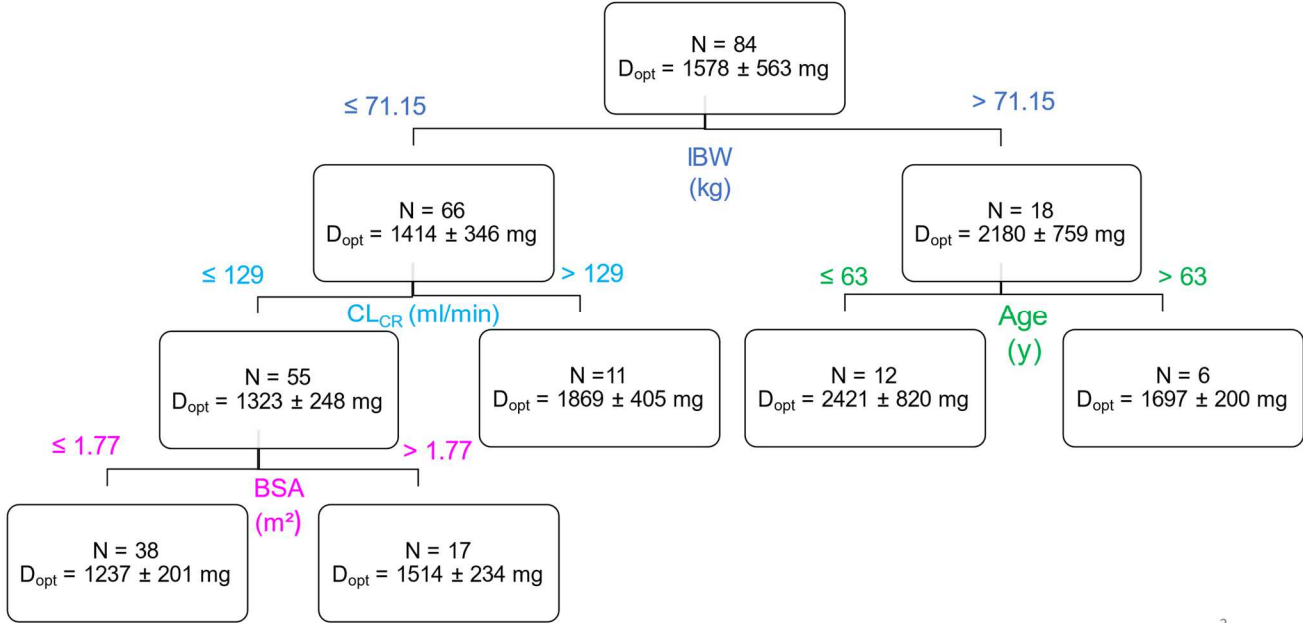 N = 84
Dopt = 1578 ± 563 mg
≤ 71.15
> 71.15
IBW
(kg)
N = 66
Dopt = 1414 ± 346 mg
N = 18
Dopt = 2180 ± 759 mg
≤ 129
> 129
≤ 63
> 63
CLCR (ml/min)
Age
(y)
N = 55
Dopt = 1323 ± 248 mg
N =11
Dopt = 1869 ± 405 mg
N = 12
Dopt = 2421 ± 820 mg
N = 6
Dopt = 1697 ± 200 mg
≤ 1.77
> 1.77
BSA
(m²)
N = 38
Dopt = 1237 ± 201 mg
N = 17
Dopt = 1514 ± 234 mg